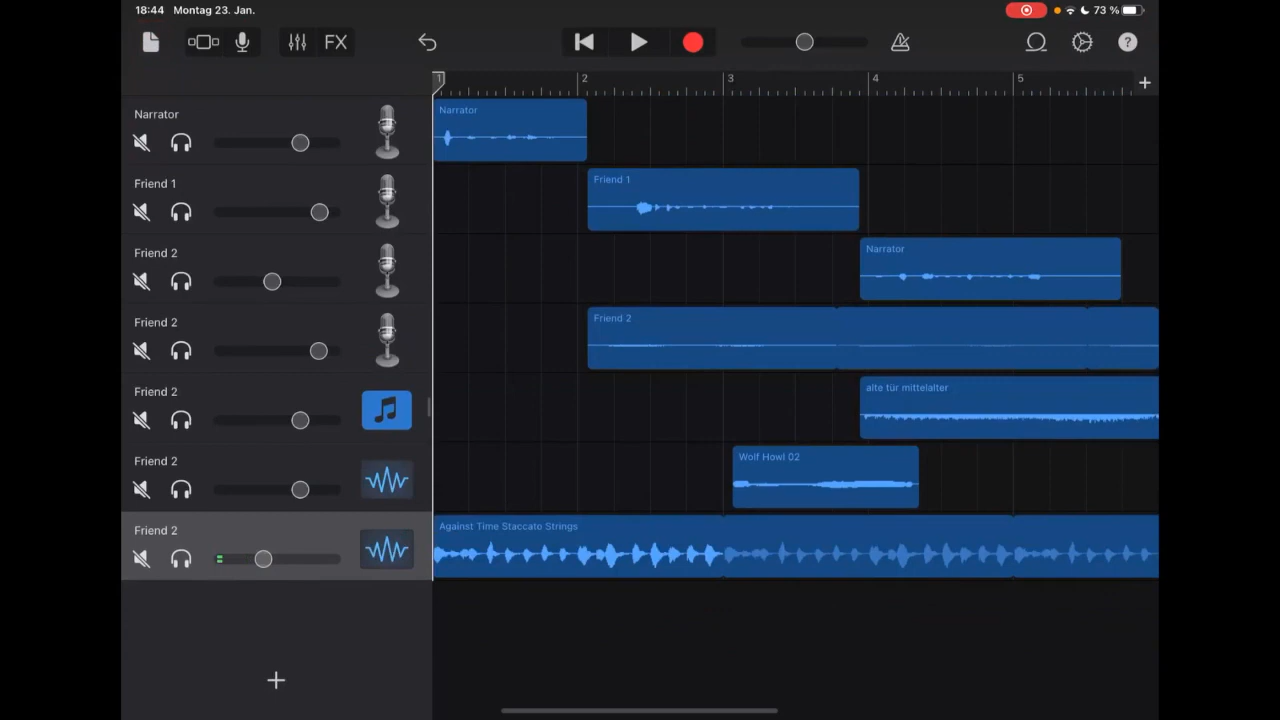 18:44 Montag 23. Jan. 73 %
FX ?
1 2 3 4 5 +
Narrator
Narrator
Friend 1
Friend 1
Friend 2
Narrator
Friend 2
Friend 2
Friend 2
alte tür mittelalter
Friend 2
Wolf Howl 02
Friend 2
Against Time Staccato Strings
+